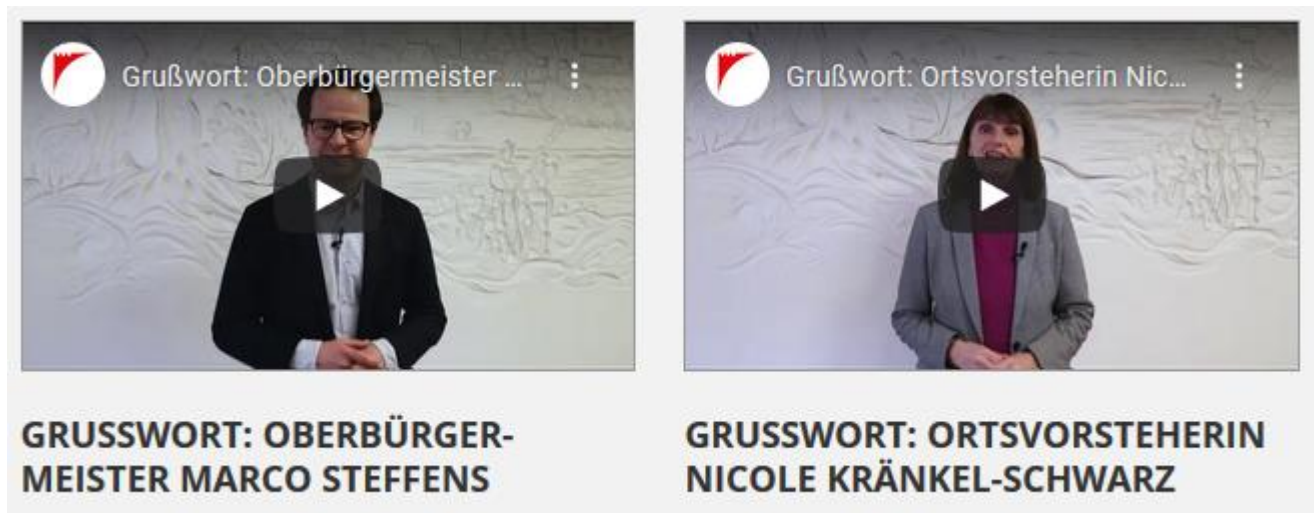 Grußwort: Oberbürgermeister ...
Grußwort: Ortsvorsteherin Nic...
GRUSSWORT: OBERBÜRGER-
MEISTER MARCO STEFFENS
GRUSSWORT: ORTSVORSTEHERIN
NICOLE KRÄNKEL-SCHWARZ